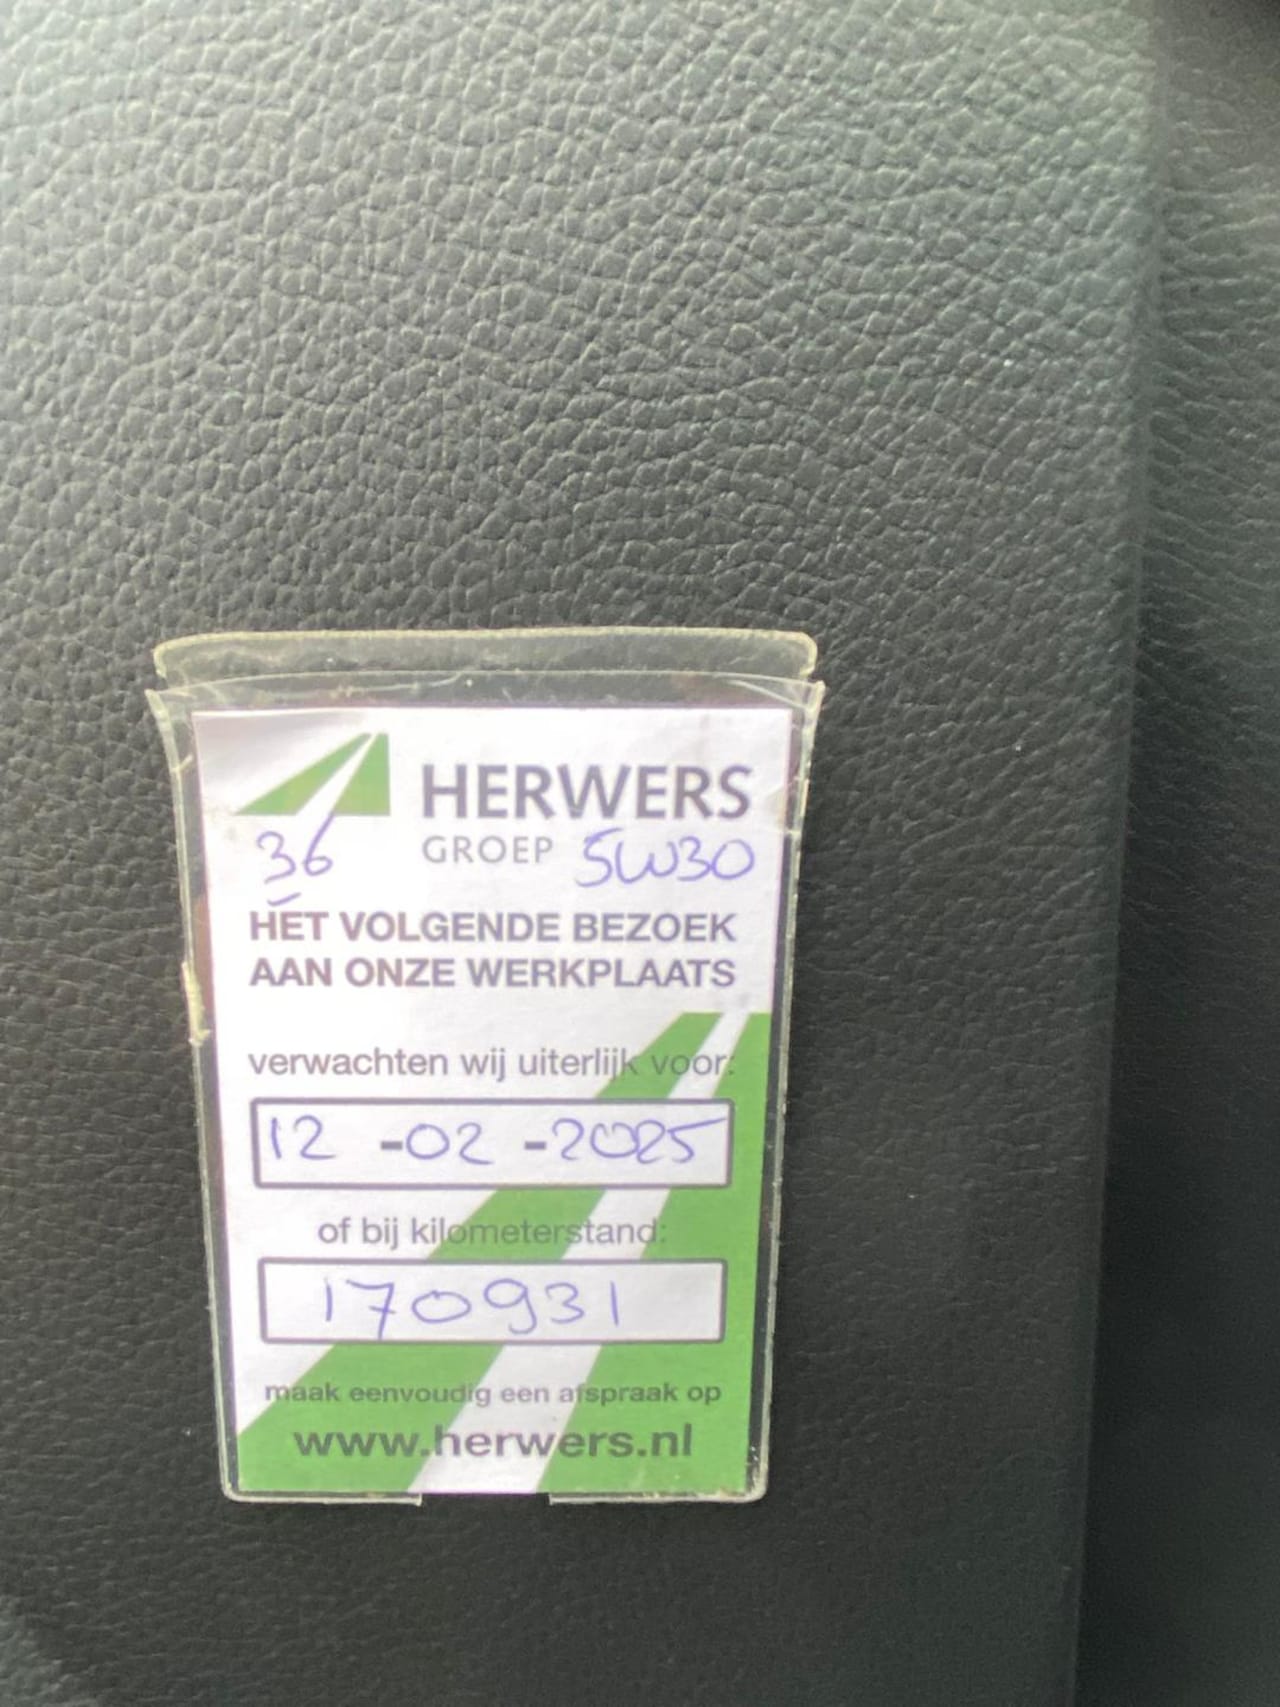 HERWERS
36 GROEP 5W30
HET VOLGENDE BEZOEK
AAN ONZE WERKPLAATS
verwachten wij uiterlijk voor:
12 -02 -2025
of bij kilometerstand:
170931
maak eenvoudig een afspraak op
www.herwers.nl